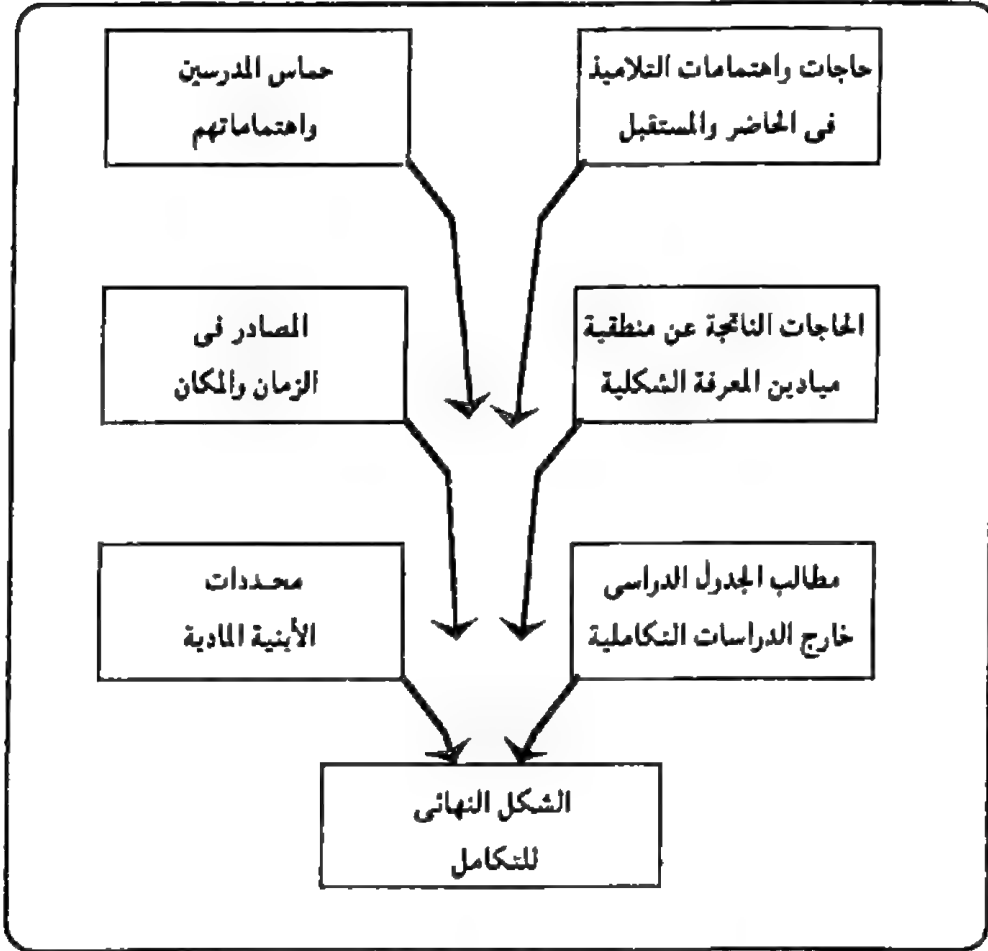 حاجات واهتمامات التلاميذ
فى الحاضر والمستقبل
حماس المدرسين
واهتماماتهم
الحاجات الناتجة عن منطقية
ميادين المعرفة الشكلية
المصادر فى
الزمان والمكان
مطالب الجدول الدراسى
خارج الدراسات التكاملية
محددات
الأبنية المادية
الشكل النهائى
للتكامل